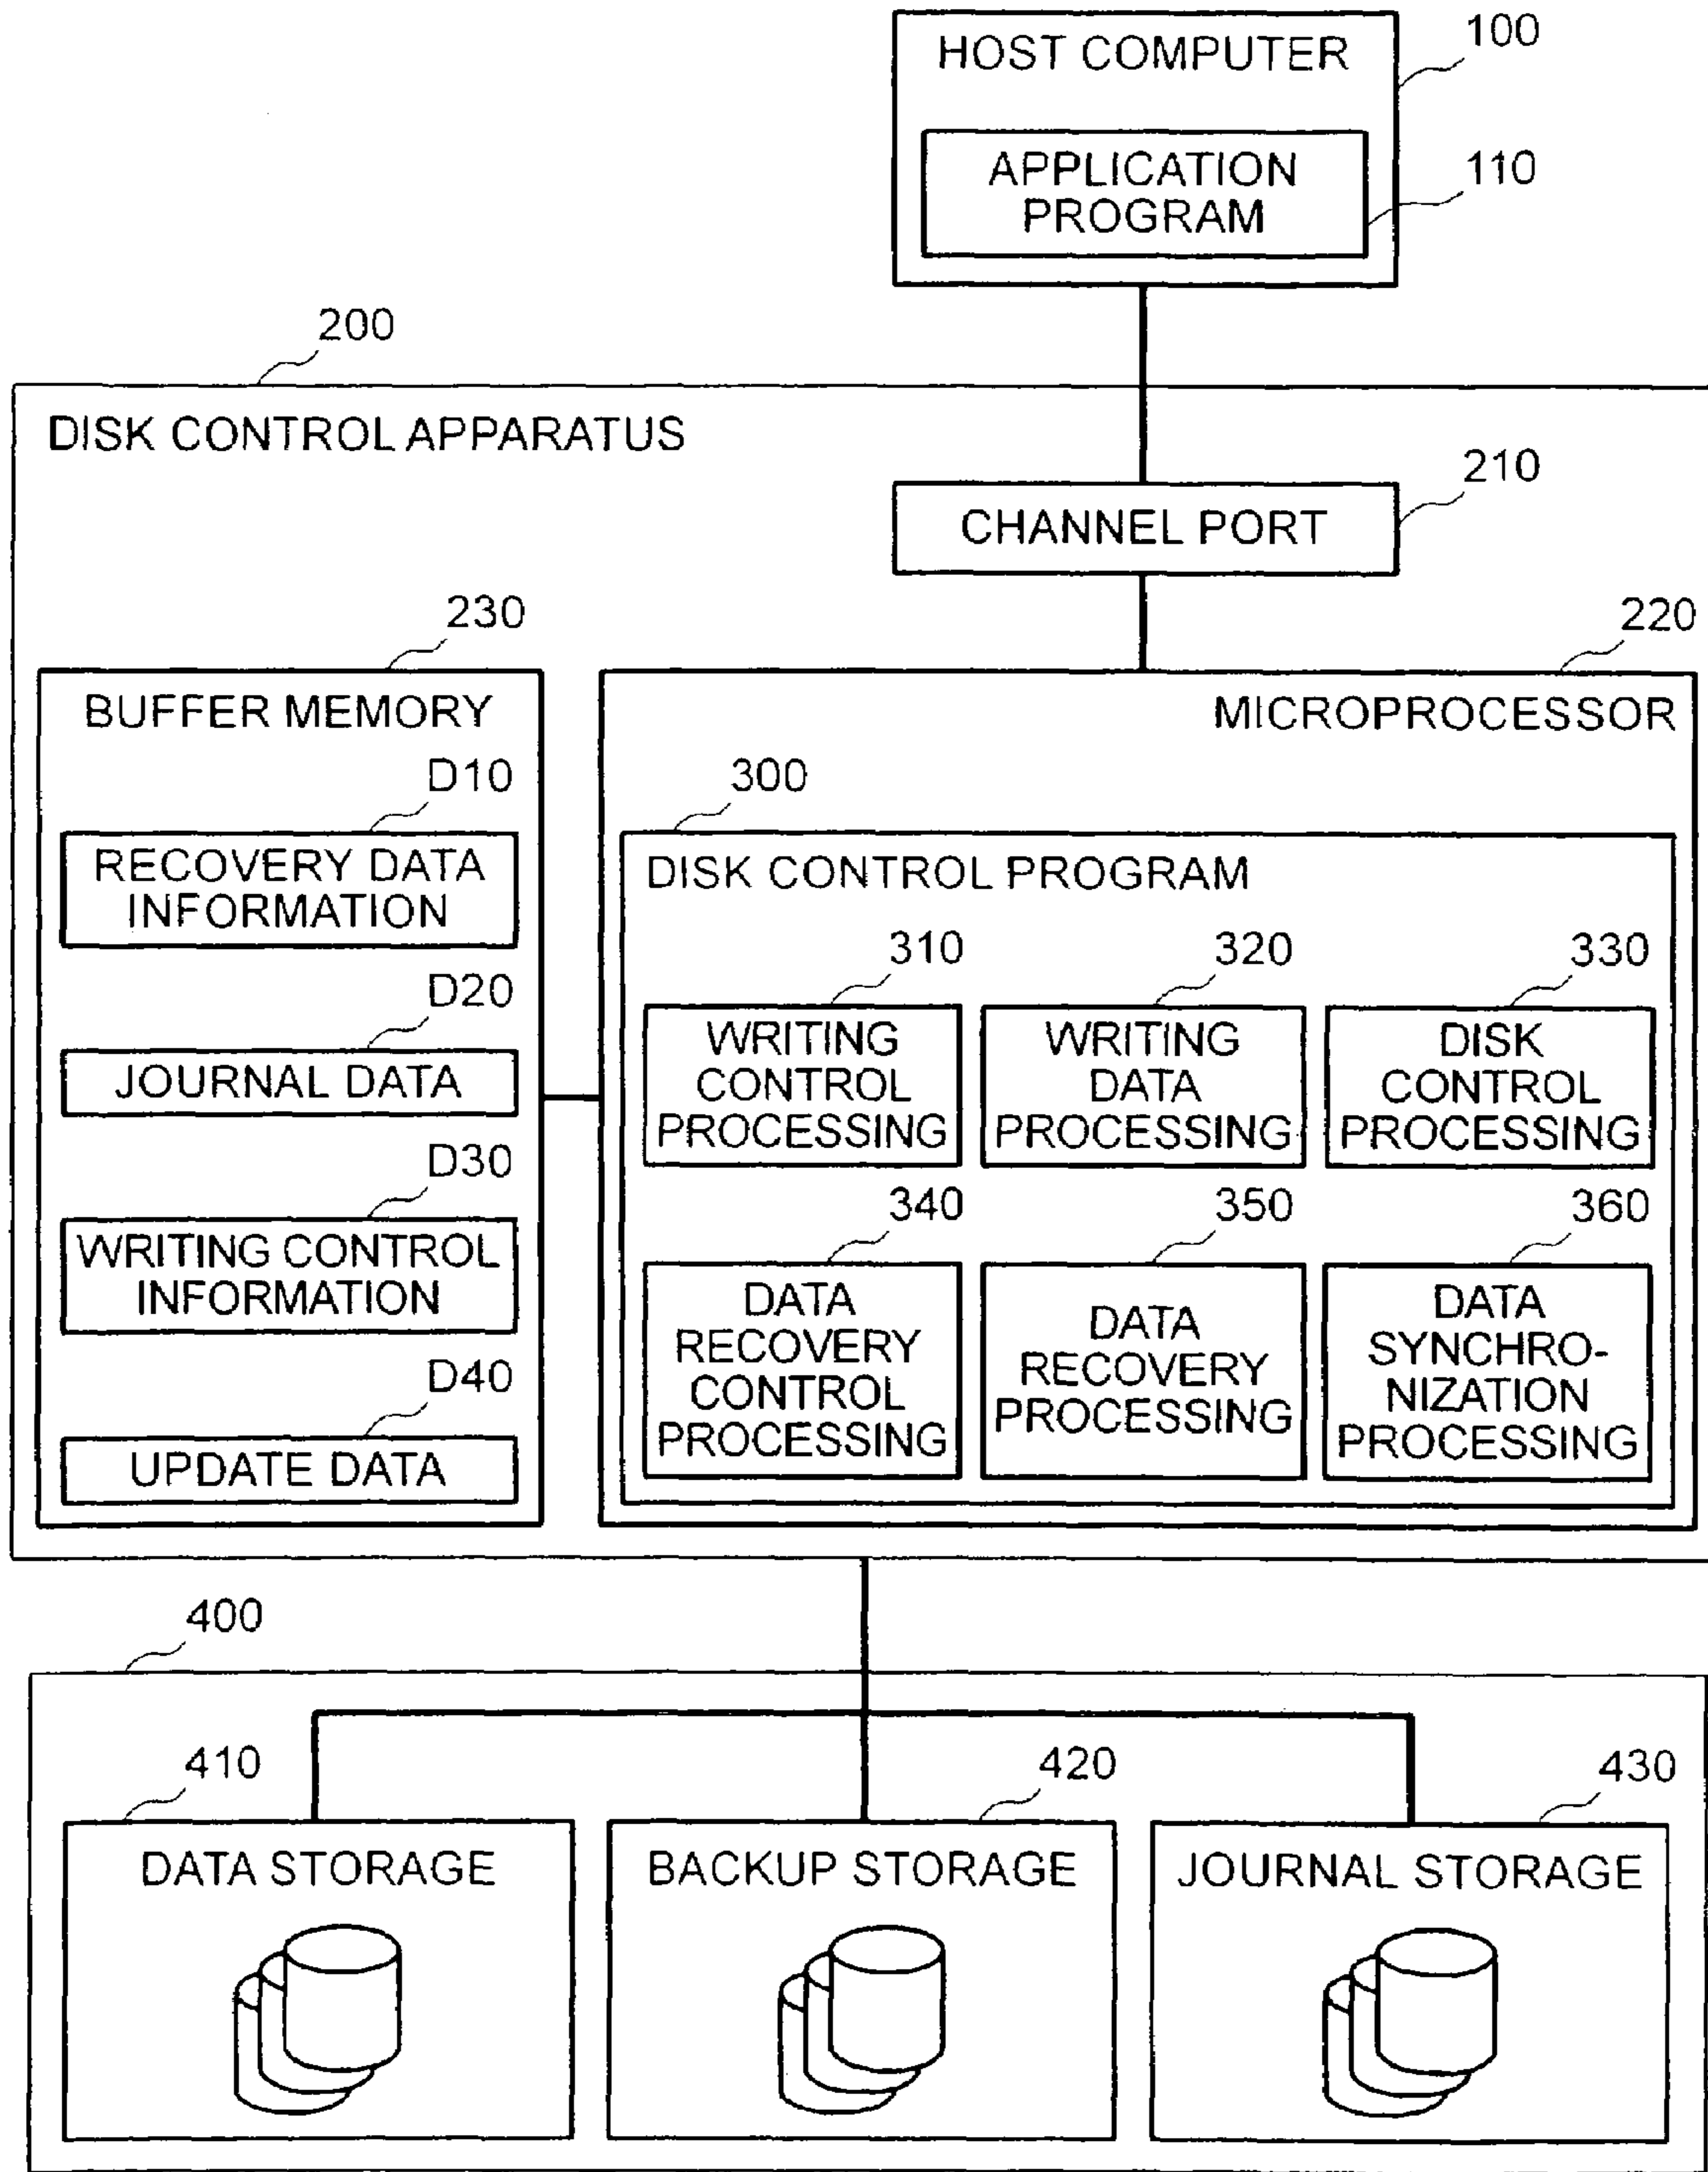 HOST COMPUTER
100
APPLICATION
PROGRAM
110
200
DISK CONTROL APPARATUS
210
CHANNEL PORT
230
BUFFER MEMORY
D10
RECOVERY DATA
INFORMATION
D20
JOURNAL DATA
D30
WRITING CONTROL
INFORMATION
D40
UPDATE DATA
220
MICROPROCESSOR
300
DISK CONTROL PROGRAM
310
WRITING
CONTROL
PROCESSING
320
WRITING
DATA
PROCESSING
330
DISK
CONTROL
PROCESSING
340
DATA
RECOVERY
CONTROL
PROCESSING
350
DATA
RECOVERY
PROCESSING
360
DATA
SYNCHRO-
NIZATION
PROCESSING
400
410
DATA STORAGE
420
BACKUP STORAGE
430
JOURNAL STORAGE